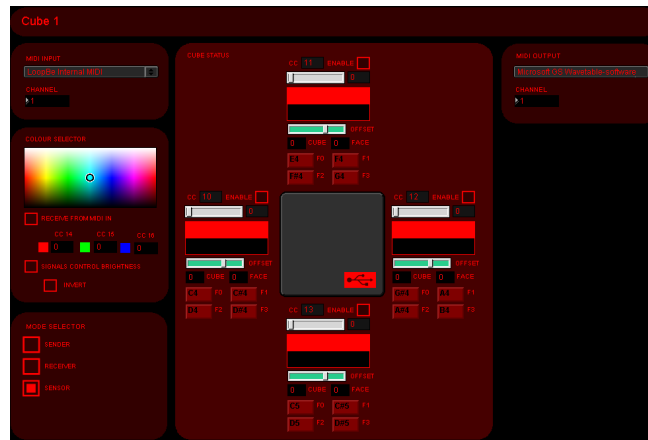 Cube 1
MIDI INPUT
LoopBe Internal MIDI
CHANNEL
1
COLOUR SELECTOR
RECEIVE FROM MIDI IN
CC 14 CC 15 CC 16
0 0 0
SIGNALS CONTROL BRIGHTNESS
INVERT
MODE SELECTOR
SENDER
RECEIVER
SENSOR
CUBE STATUS
CC 11 ENABLE
0
OFFSET
0 CUBE 0 FACE
E4 F0 F4 F1
F#4 F2 G4 F3
CC 10 ENABLE
0
OFFSET
0 CUBE 0 FACE
C4 F0 C#4 F1
D4 F2 D#4 F3
CC 12 ENABLE
0
OFFSET
0 CUBE 0 FACE
G#4 F0 A4 F1
A#4 F2 B4 F3
CC 13 ENABLE
0
OFFSET
0 CUBE 0 FACE
C5 F0 C#5 F1
D5 F2 D#5 F3
MIDI OUTPUT
Microsoft GS Wavetable-software
CHANNEL
1